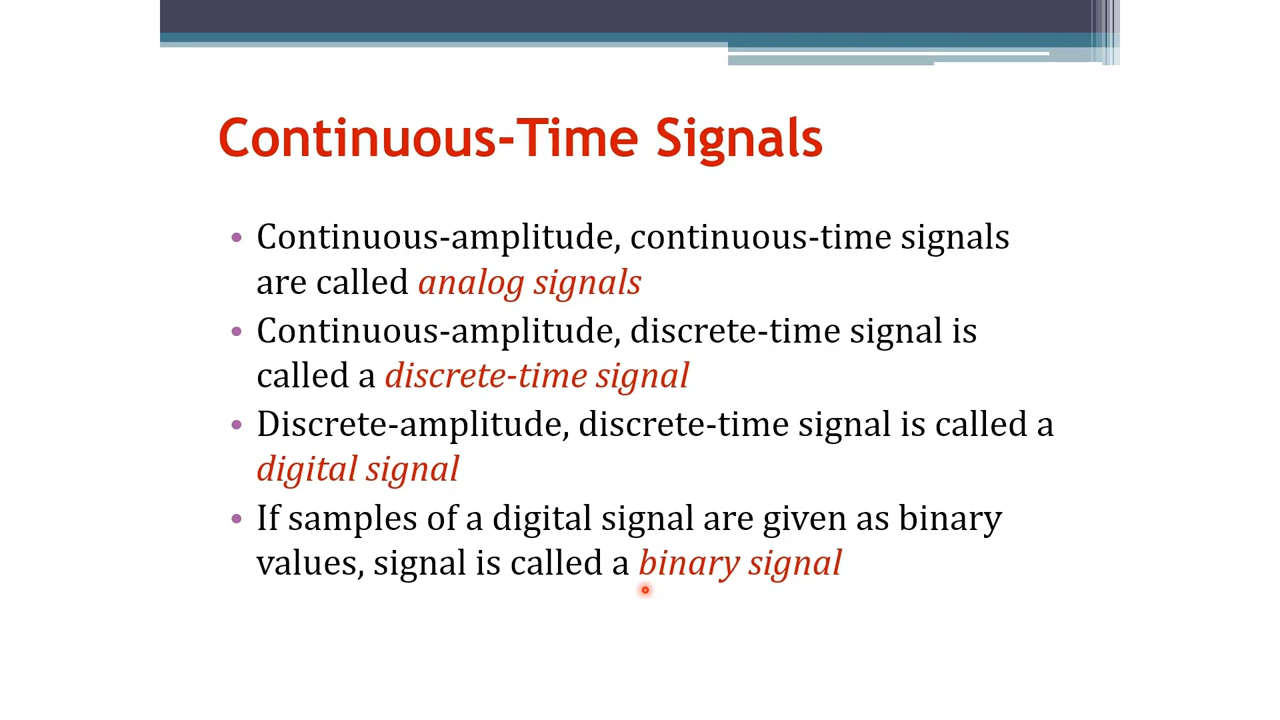 Continuous-Time Signals
• Continuous-amplitude, continuous-time signals
are called analog signals
• Continuous-amplitude, discrete-time signal is
called a discrete-time signal
• Discrete-amplitude, discrete-time signal is called a
digital signal
• If samples of a digital signal are given as binary
values, signal is called a binary signal